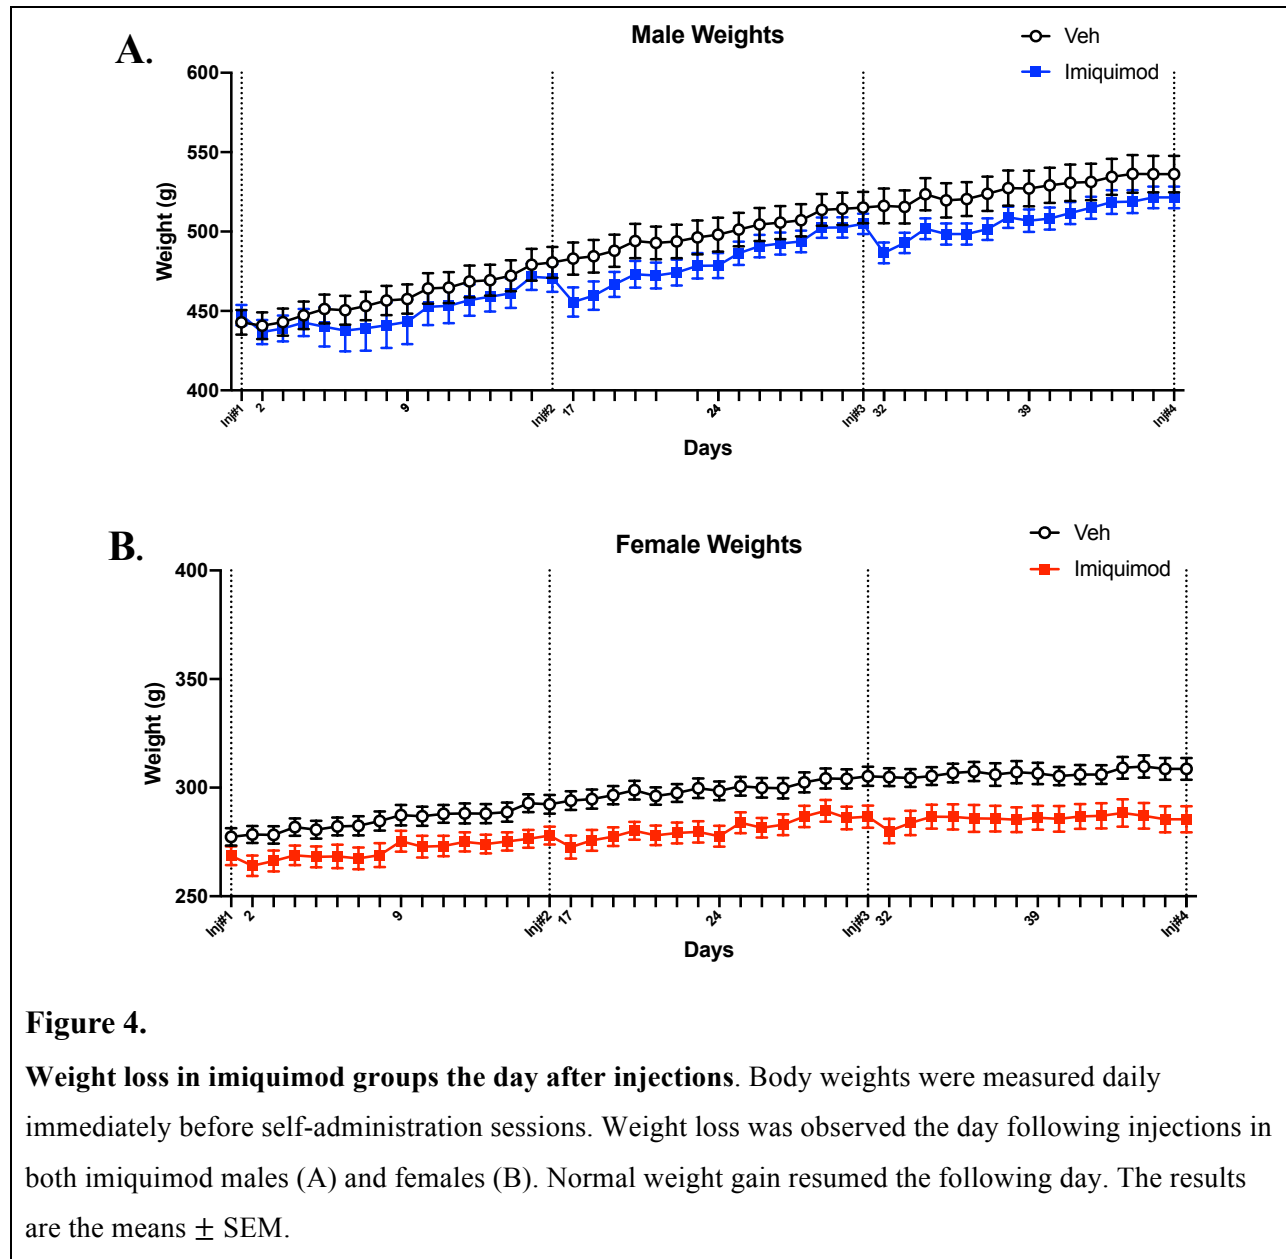 A.
Male Weights
Veh
Imiquimod
600
550
500
450
400
Weight (g)
Inj#1 2 9 Inj#2 17 24 Inj#3 32 39 Inj#4
Days
B.
Female Weights
Veh
Imiquimod
400
350
300
250
Weight (g)
Inj#1 2 9 Inj#2 17 24 Inj#3 32 39 Inj#4
Days
Figure 4.
Weight loss in imiquimod groups the day after injections. Body weights were measured daily
immediately before self-administration sessions. Weight loss was observed the day following injections in
both imiquimod males (A) and females (B). Normal weight gain resumed the following day. The results
are the means ± SEM.